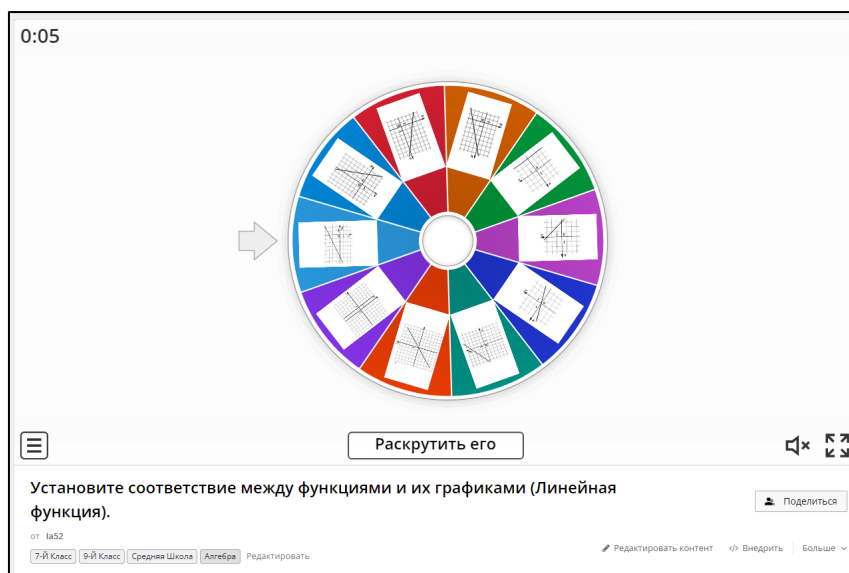 0:05
Раскрутить его
Установите соответствие между функциями и их графиками (Линейная
функция).
от la52
7-Й Класс 9-Й Класс Средняя Школа Алгебра Редактировать
Поделиться
Редактировать контент Внедрить Больше